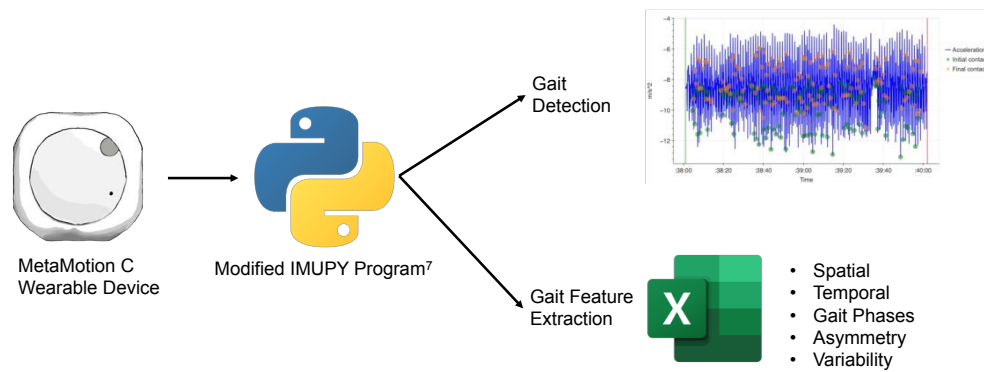 MetaMotion C
Wearable Device
Modified IMUPY Program⁷
Gait
Detection
-4
-6
-8
-10
-12
m/s^2
:38:00
:38:20
:38:40
:39:00
:39:20
:39:40
:40:00
Time
Acceleration
Initial contac
Final contac
Gait Feature
Extraction
X
• Spatial
• Temporal
• Gait Phases
• Asymmetry
• Variability